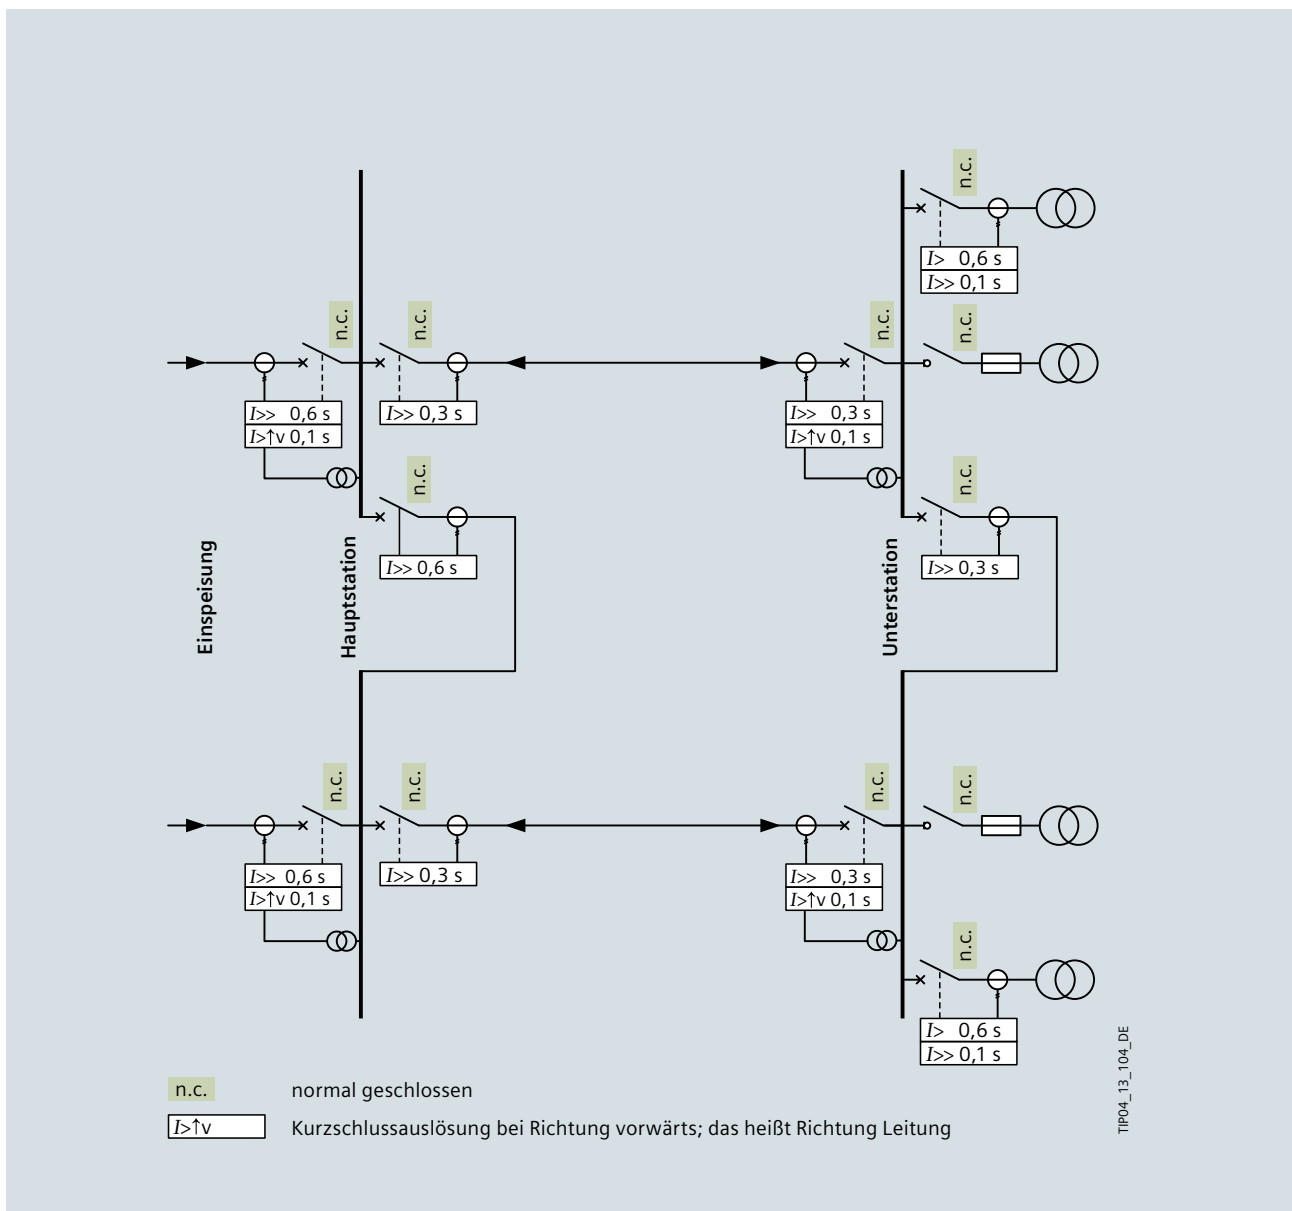 n.c.
I> 0,6 s
I>> 0,1 s
n.c.
n.c.
n.c.
n.c.
I>> 0,6 s
I>↑v 0,1 s
I>> 0,3 s
I>> 0,3 s
I>↑v 0,1 s
n.c.
n.c.
I>> 0,6 s
I>> 0,3 s
Einspeisung
Hauptstation
Unterstation
n.c.
n.c.
n.c.
n.c.
I>> 0,6 s
I>↑v 0,1 s
I>> 0,3 s
I>> 0,3 s
I>↑v 0,1 s
n.c.
I> 0,6 s
I>> 0,1 s
n.c. normal geschlossen
I>↑v Kurzschlussauslösung bei Richtung vorwärts; das heißt Richtung Leitung
TIP04_13_104_DE